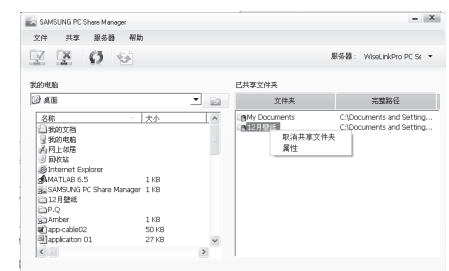 SAMSUNG PC Share Manager
文件 共享 服务器 帮助
服务器： WiseLinkPro PC Se
我的电脑
桌面
名称 大小
我的文档
我的电脑
网上邻居
回收站
Internet Explorer
MATLAB 6.5 1 KB
SAMSUNG PC Share Manager 1 KB
12月壁紙
P.Q
Amber 1 KB
app-cable02 50 KB
applicaiton 01 27 KB
已共享文件夹
文件夹 完整路径
My Documents C:\Documents and Setting...
12月壁紙 C:\Documents and Setting...
取消共享文件夹
属性